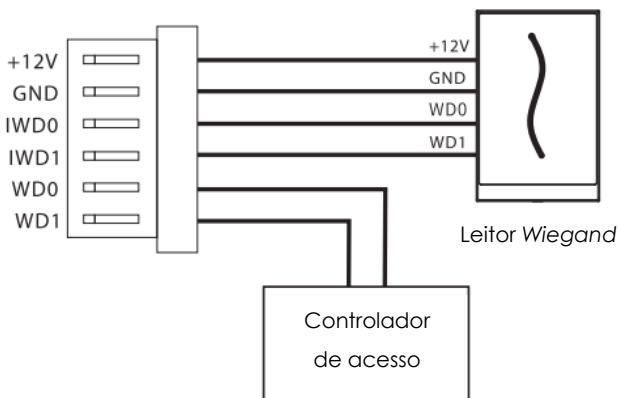 +12V
GND
IWD0
IWD1
WD0
WD1
+12V
GND
WD0
WD1
Leitor Wiegand
Controlador
de acesso